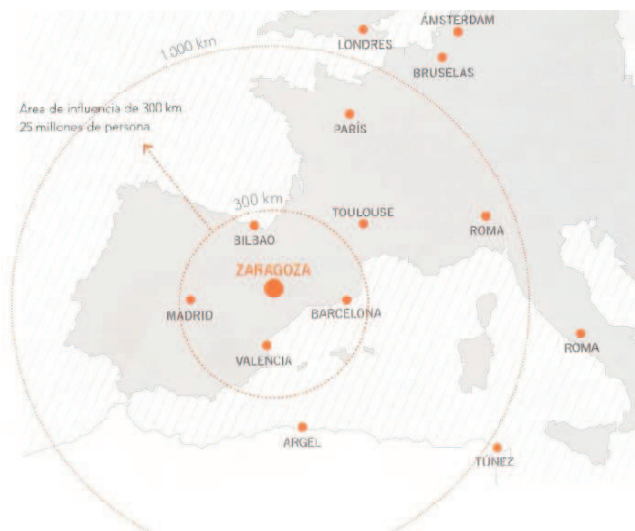 ÁMSTERDAM
LONDRES
1.000 km
BRUSELAS
Área de influencia de 300 km
25 millones de persona
PARÍS
300 km
TOULOUSE
ROMA
BILBAO
ZARAGOZA
MADRID
BARCELONA
VALENCIA
ROMA
ARGEL
TÚNEZ